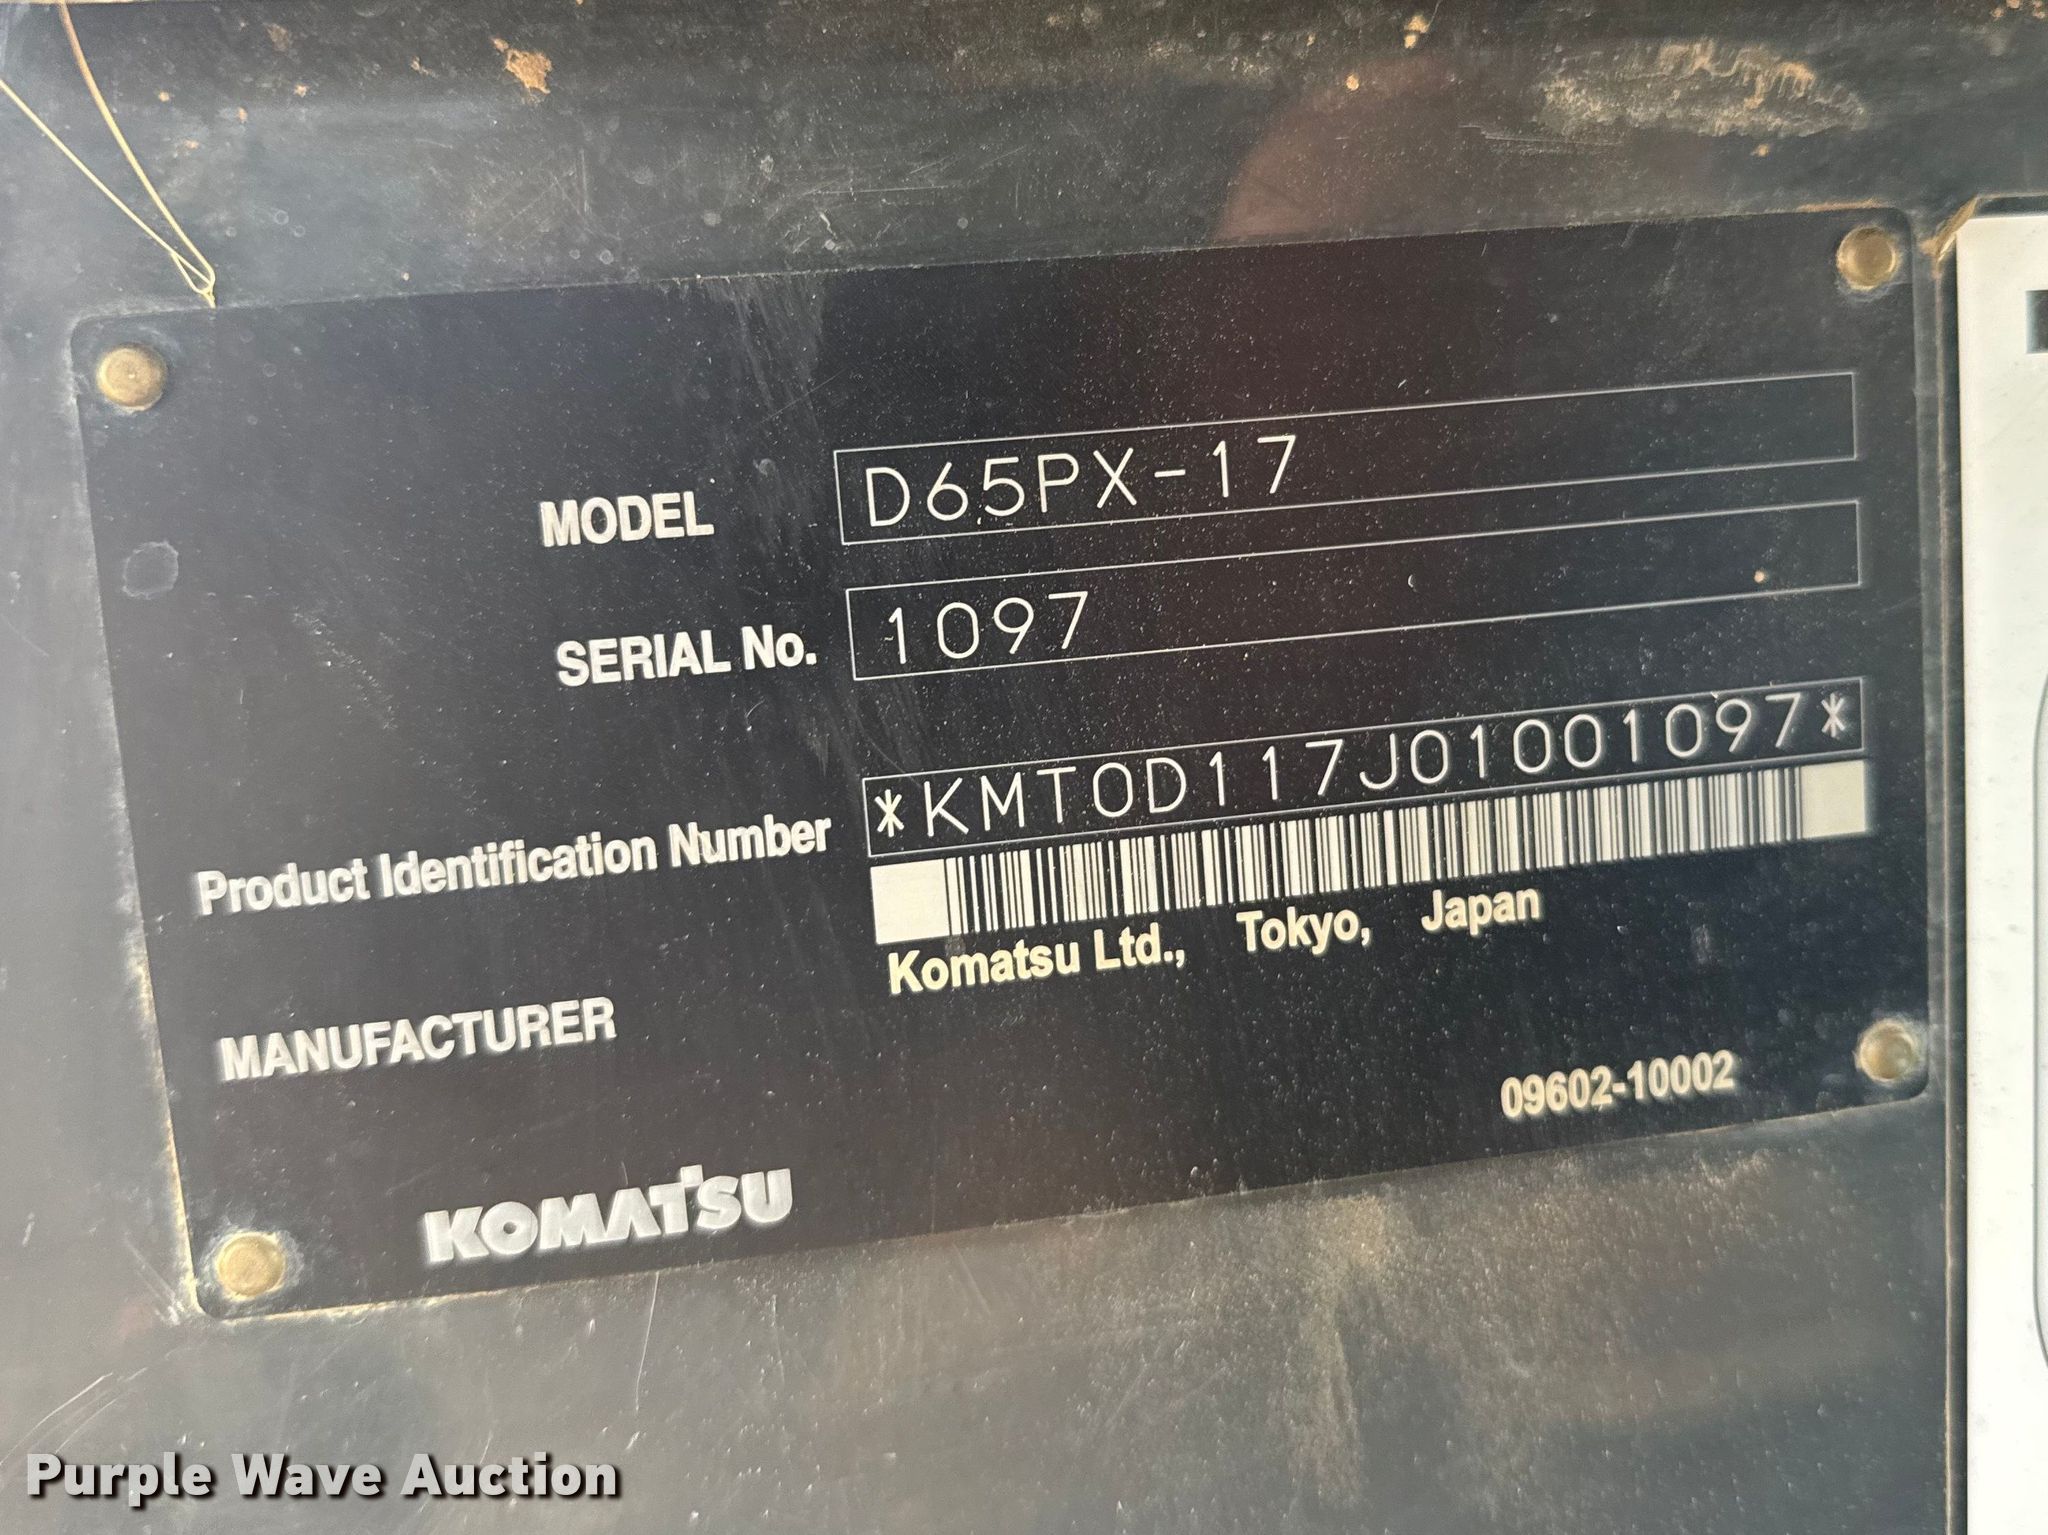 MODEL D65PX-17
SERIAL No. 1097
Product Identification Number *KMT0D117J01001097*
MANUFACTURER Komatsu Ltd., Tokyo, Japan
09602-10002
KOMATSU
Purple Wave Auction